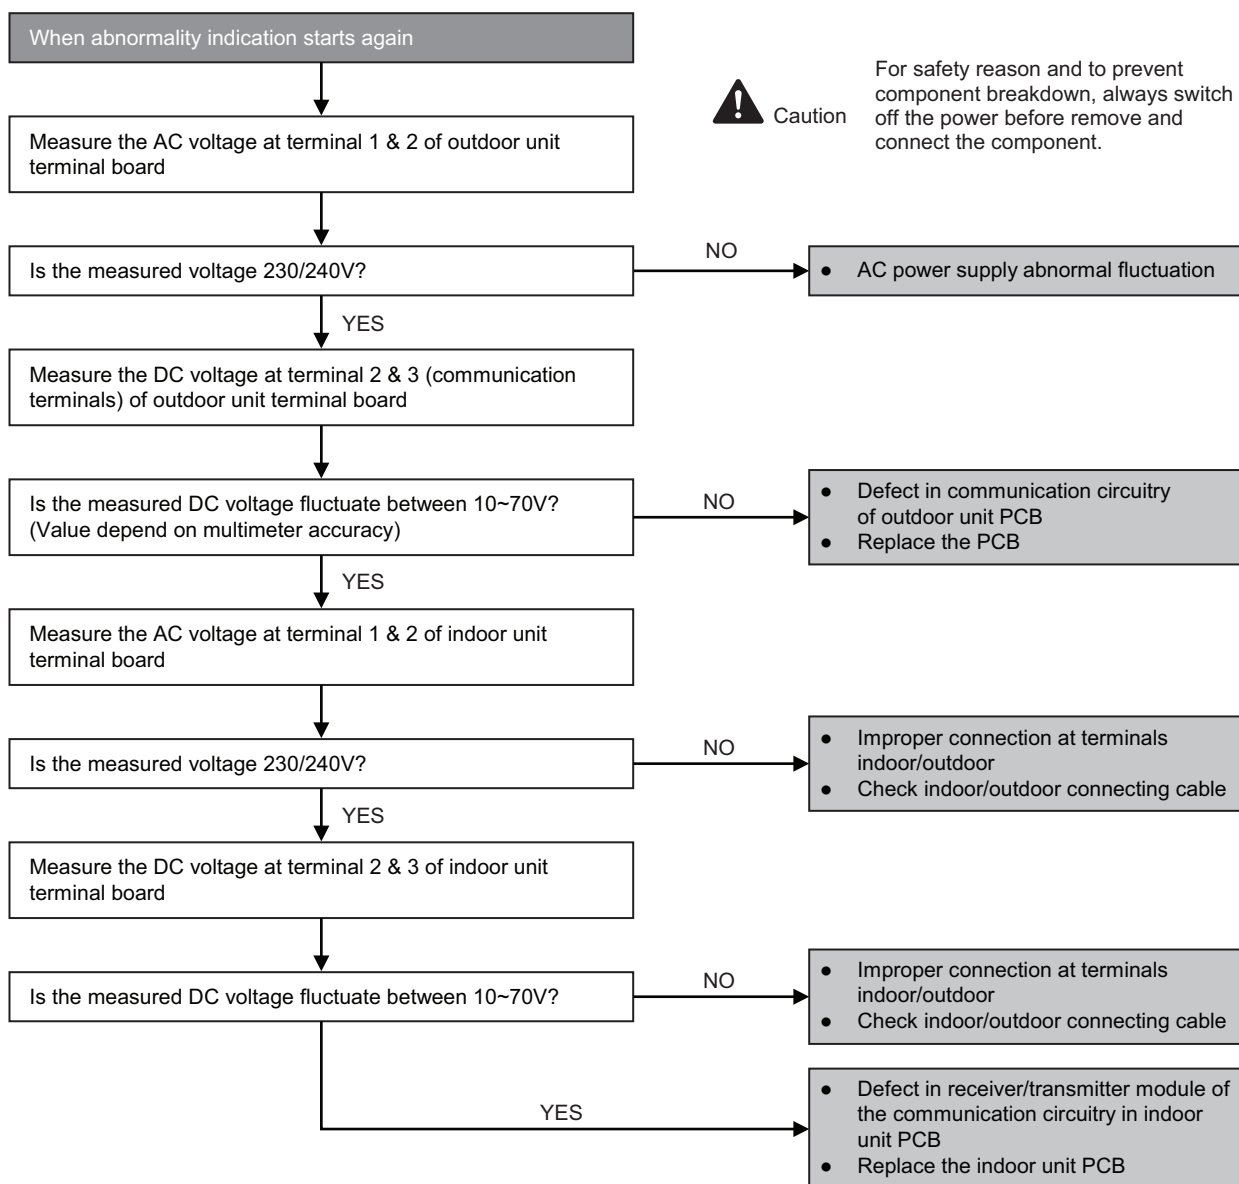 When abnormality indication starts again
Caution
For safety reason and to prevent
component breakdown, always switch
off the power before remove and
connect the component.
Measure the AC voltage at terminal 1 & 2 of outdoor unit
terminal board
Is the measured voltage 230/240V?
NO
● AC power supply abnormal fluctuation
YES
Measure the DC voltage at terminal 2 & 3 (communication
terminals) of outdoor unit terminal board
Is the measured DC voltage fluctuate between 10~70V?
(Value depend on multimeter accuracy)
NO
● Defect in communication circuitry
of outdoor unit PCB
● Replace the PCB
YES
Measure the AC voltage at terminal 1 & 2 of indoor unit
terminal board
Is the measured voltage 230/240V?
NO
● Improper connection at terminals
indoor/outdoor
● Check indoor/outdoor connecting cable
YES
Measure the DC voltage at terminal 2 & 3 of indoor unit
terminal board
Is the measured DC voltage fluctuate between 10~70V?
NO
● Improper connection at terminals
indoor/outdoor
● Check indoor/outdoor connecting cable
YES
● Defect in receiver/transmitter module of
the communication circuitry in indoor
unit PCB
● Replace the indoor unit PCB